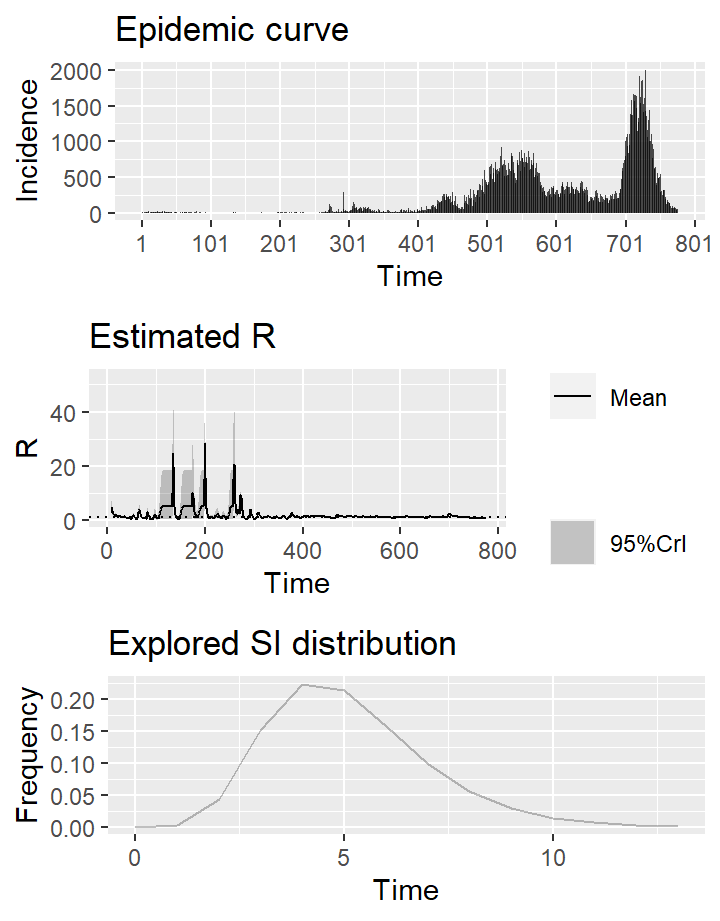 Epidemic curve
Incidence
2000
1500
1000
500
0
1 101 201 301 401 501 601 701 801
Time
Estimated R
R
40
20
0
0 200 400 600 800
Time
Mean
95%CrI
Explored SI distribution
Frequency
0.20
0.15
0.10
0.05
0.00
0 5 10
Time